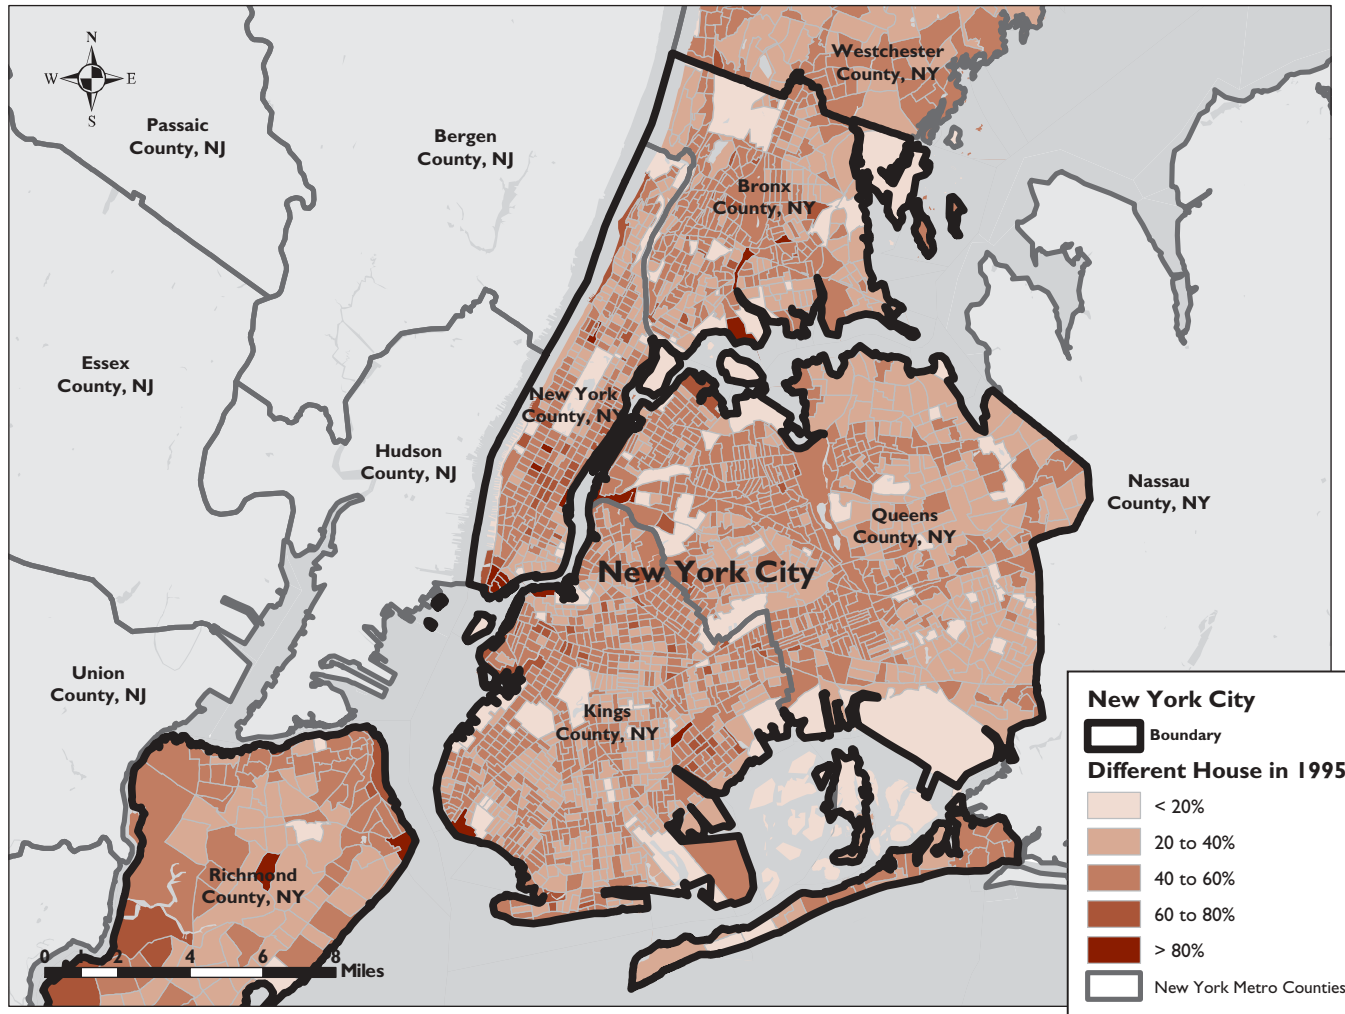 N
W
E
S
Westchester
County, NY
Passaic
County, NJ
Bergen
County, NJ
Bronx
County, NY
Essex
County, NJ
New York
County, NY
Hudson
County, NJ
Nassau
County, NY
Queens
County, NY
New York City
Union
County, NJ
Kings
County, NY
Richmond
County, NY
0 1 2 4 6 8
Miles
New York City
Boundary
Different House in 1995
< 20%
20 to 40%
40 to 60%
60 to 80%
> 80%
New York Metro Counties